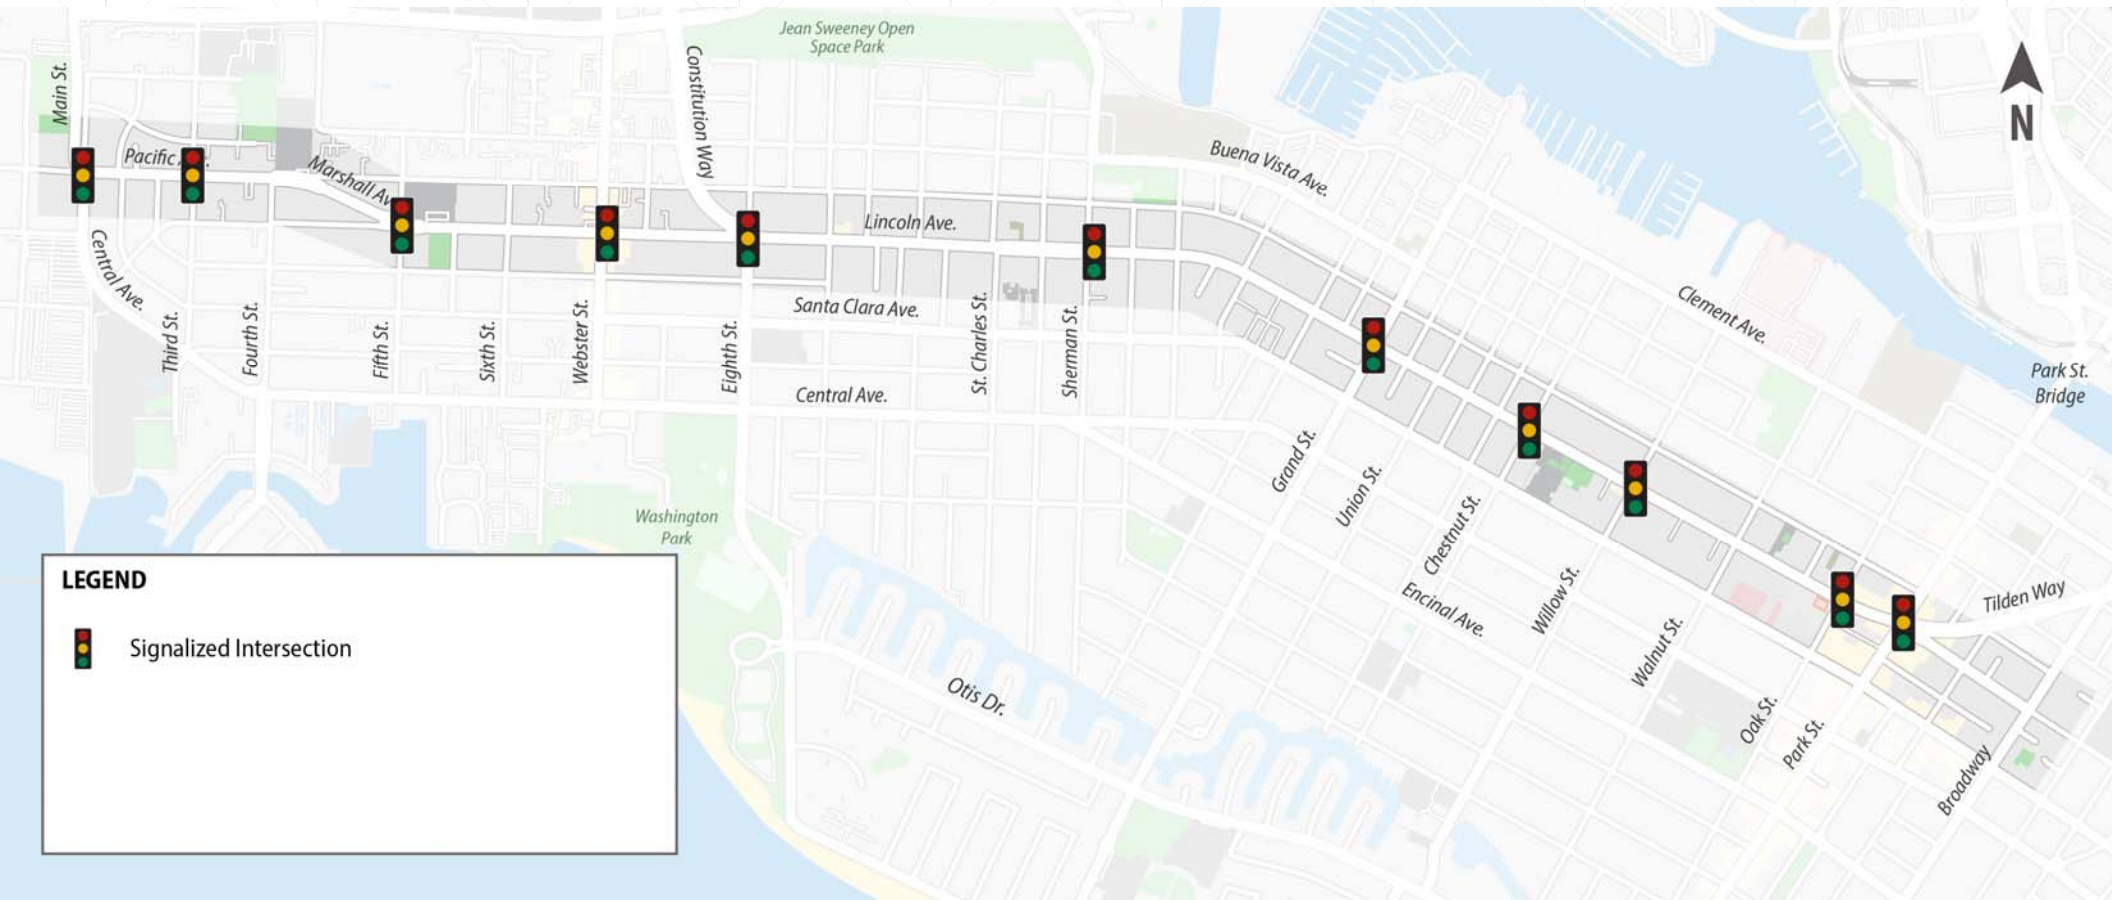 Jean Sweeney Open
Space Park
Main St.
Constitution Way
N
Pacific
Marshall Av
Buena Vista Ave.
Lincoln Ave.
Central Ave.
Santa Clara Ave.
Clement Ave.
Third St.
Fourth St.
Fifth St.
Sixth St.
Webster St.
Eighth St.
St. Charles St.
Sherman St.
Park St.
Bridge
Central Ave.
Grand St.
Union St.
Chestnut St.
Washington
Park
Encinal Ave.
Willow St.
Walnut St.
Tilden Way
Oak St.
Park St.
Broadway
Otis Dr.
LEGEND
Signalized Intersection